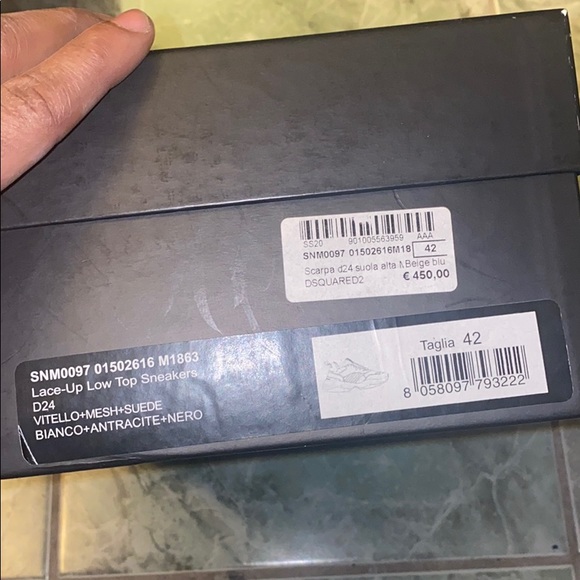 SS20 901005563959 AAA
SNM0097 01502616M18 42
Scarpa d24 suola alta M Beige blu
DSQUARED2 € 450,00
SNM0097 01502616 M1863
Lace-Up Low Top Sneakers
D24
VITELLO+MESH+SUEDE
BIANCO+ANTRACITE+NERO
Taglia 42
8 058097 793222